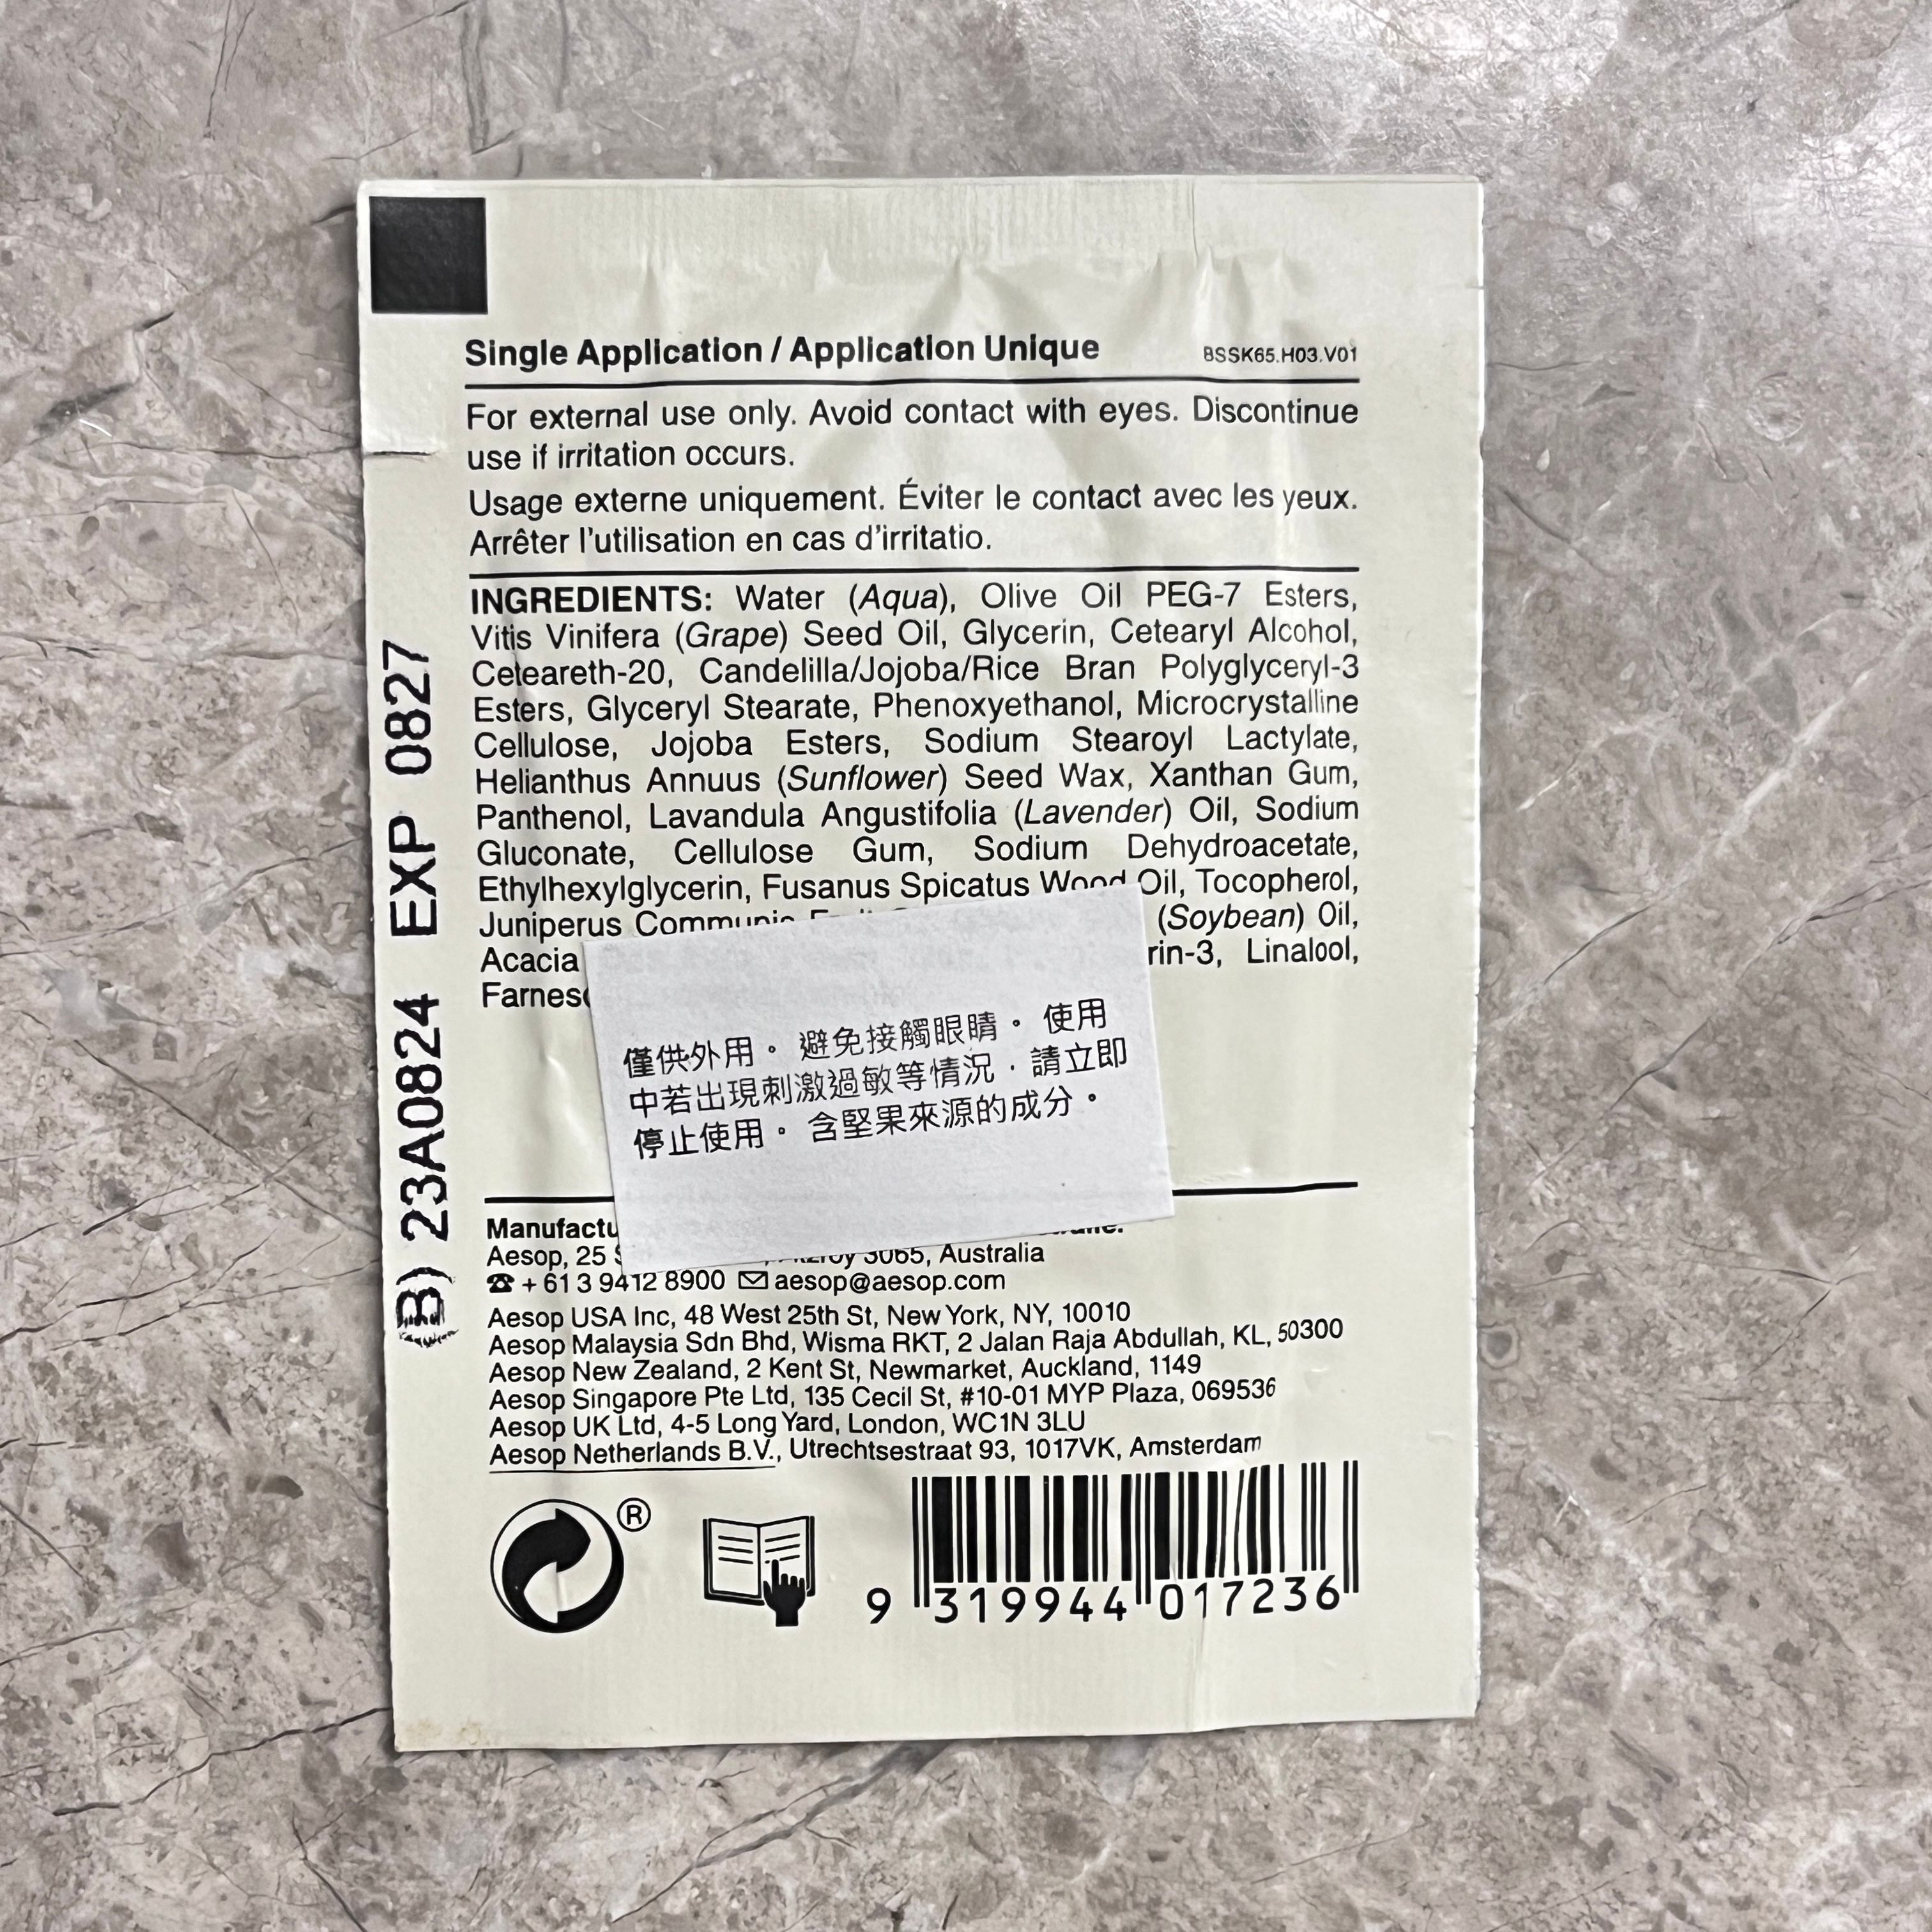 Single Application / Application Unique
BSSK65.H03.V01
For external use only. Avoid contact with eyes. Discontinue
use if irritation occurs.
Usage externe uniquement. Éviter le contact avec les yeux.
Arrêter l'utilisation en cas d'irritatio.
INGREDIENTS: Water (Aqua), Olive Oil PEG-7 Esters,
Vitis Vinifera (Grape) Seed Oil, Glycerin, Cetearyl Alcohol,
Ceteareth-20, Candelilla/Jojoba/Rice Bran Polyglyceryl-3
Esters, Glyceryl Stearate, Phenoxyethanol, Microcrystalline
Cellulose, Jojoba Esters, Sodium Stearoyl Lactylate,
Helianthus Annuus (Sunflower) Seed Wax, Xanthan Gum,
Panthenol, Lavandula Angustifolia (Lavender) Oil, Sodium
Gluconate, Cellulose Gum, Sodium Dehydroacetate,
Ethylhexylglycerin, Fusanus Spicatus Wood Oil, Tocopherol,
Juniperus Communis (Soybean) Oil,
Acacia rin-3, Linalool,
僅供外用。 避免接觸眼睛。 使用
中若出現刺激過敏等情況，請立即
停止使用。 含堅果來源的成分。
Aesop, 25 3065, Australia
☎ + 61 3 9412 8900 ✉ aesop@aesop.com
Aesop USA Inc, 48 West 25th St, New York, NY, 10010
Aesop Malaysia Sdn Bhd, Wisma RKT, 2 Jalan Raja Abdullah, KL, 50300
Aesop New Zealand, 2 Kent St, Newmarket, Auckland, 1149
Aesop Singapore Pte Ltd, 135 Cecil St, #10-01 MYP Plaza, 069536
Aesop UK Ltd, 4-5 Long Yard, London, WC1N 3LU
Aesop Netherlands B.V., Utrechtsestraat 93, 1017VK, Amsterdam
®
9 319944 017236
B) 23A0824 EXP 0827